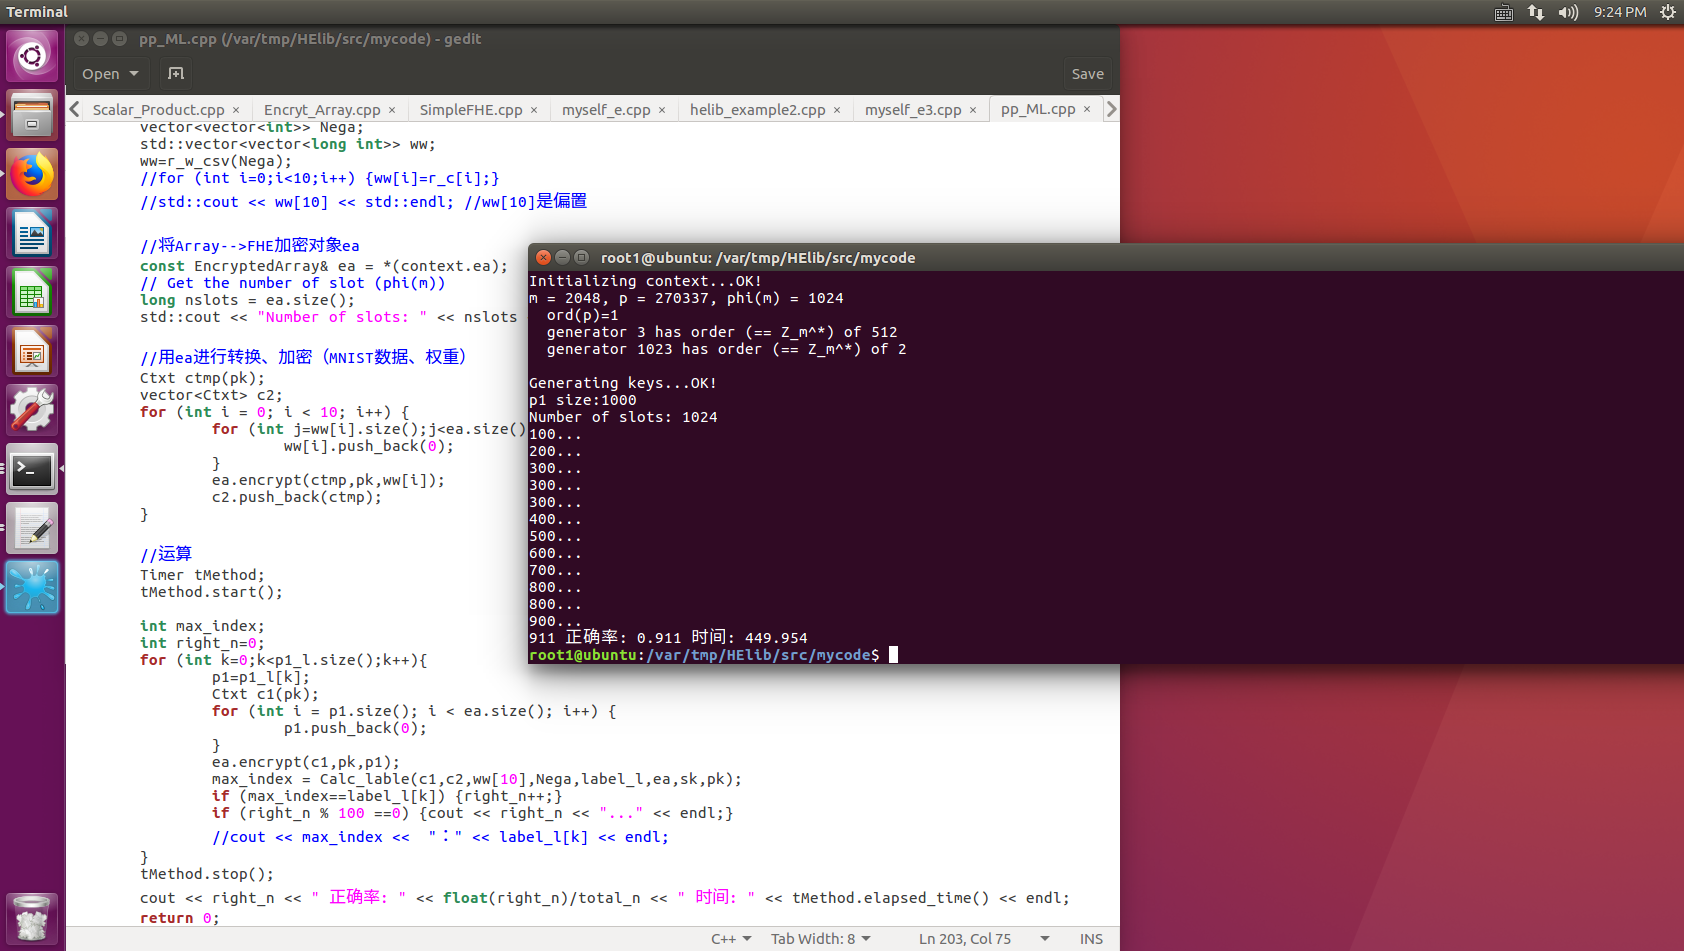 Terminal
9:24 PM
pp_ML.cpp (/var/tmp/HElib/src/mycode) - gedit
Open
Save
Scalar_Product.cpp × Encryt_Array.cpp × SimpleFHE.cpp × myself_e.cpp × helib_example2.cpp × myself_e3.cpp × pp_ML.cpp ×
vector<vector<int>> Nega;
std::vector<vector<long int>> ww;
ww=r_w_csv(Nega);
//for (int i=0;i<10;i++) {ww[i]=r_c[i];}
//std::cout << ww[10] << std::endl; //ww[10]是偏置
//将Array-->FHE加密对象ea
const EncryptedArray& ea = *(context.ea);
// Get the number of slot (phi(m))
long nslots = ea.size();
std::cout << "Number of slots: " << nslots
//用ea进行转换、加密（MNIST数据、权重）
Ctxt ctmp(pk);
vector<Ctxt> c2;
for (int i = 0; i < 10; i++) {
for (int j=ww[i].size();j<ea.size()
ww[i].push_back(0);
}
ea.encrypt(ctmp,pk,ww[i]);
c2.push_back(ctmp);
}
//运算
Timer tMethod;
tMethod.start();
int max_index;
int right_n=0;
for (int k=0;k<p1_l.size();k++){
p1=p1_l[k];
Ctxt c1(pk);
for (int i = p1.size(); i < ea.size(); i++) {
p1.push_back(0);
}
ea.encrypt(c1,pk,p1);
max_index = Calc_lable(c1,c2,ww[10],Nega,label_l,ea,sk,pk);
if (max_index==label_l[k]) {right_n++;}
if (right_n % 100 ==0) {cout << right_n << "..." << endl;}
//cout << max_index <<  "：" << label_l[k] << endl;
}
tMethod.stop();
cout << right_n << " 正确率: " << float(right_n)/total_n << " 时间: " << tMethod.elapsed_time() << endl;
return 0;
C++ Tab Width: 8 Ln 203, Col 75 INS
root1@ubuntu: /var/tmp/HElib/src/mycode
Initializing context...OK!
m = 2048, p = 270337, phi(m) = 1024
ord(p)=1
generator 3 has order (== Z_m^*) of 512
generator 1023 has order (== Z_m^*) of 2
Generating keys...OK!
p1 size:1000
Number of slots: 1024
100...
200...
300...
300...
300...
400...
500...
600...
700...
800...
800...
900...
911 正确率: 0.911 时间: 449.954
root1@ubuntu:/var/tmp/HElib/src/mycode$